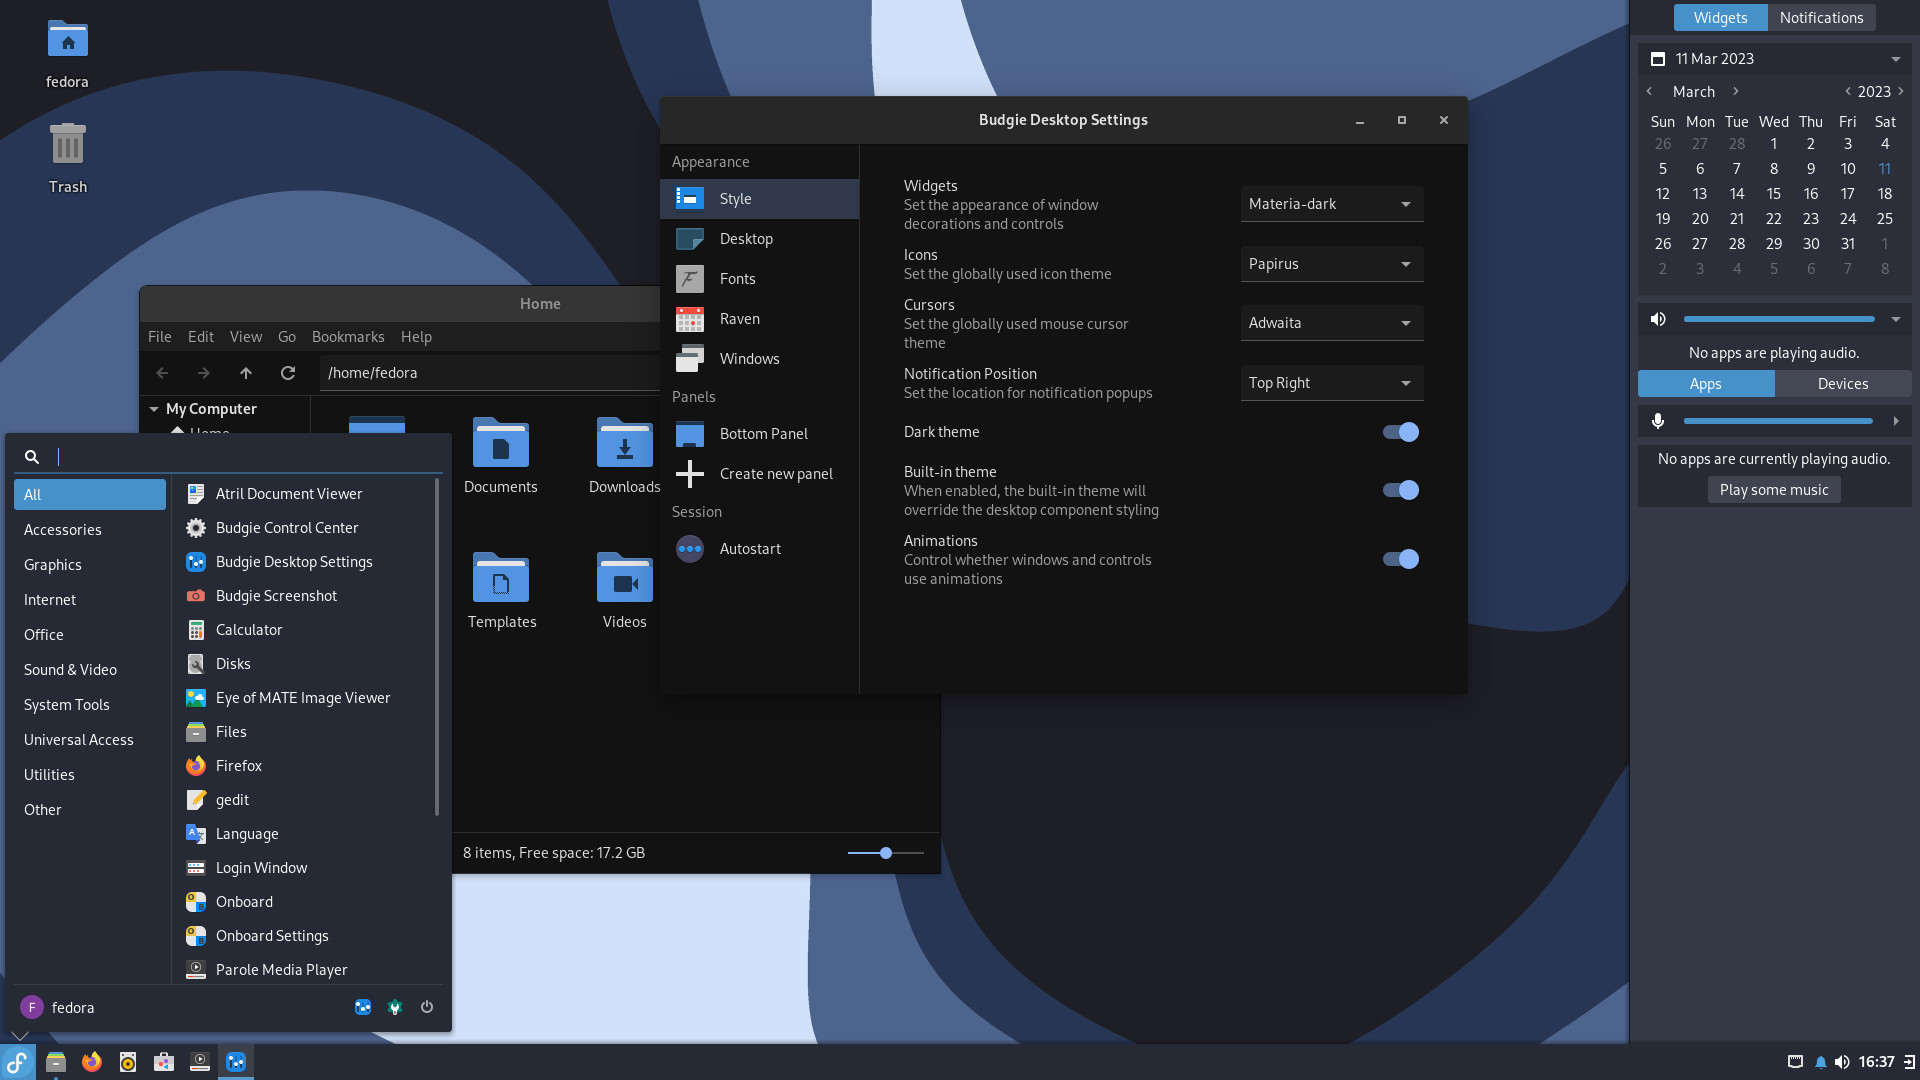 fedora
Trash
Home
File Edit View Go Bookmarks Help
/home/fedora
My Computer
Home
Documents
Downloads
Templates
Videos
8 items, Free space: 17.2 GB
All
Accessories
Graphics
Internet
Office
Sound & Video
System Tools
Universal Access
Utilities
Other
Atril Document Viewer
Budgie Control Center
Budgie Desktop Settings
Budgie Screenshot
Calculator
Disks
Eye of MATE Image Viewer
Files
Firefox
gedit
Language
Login Window
Onboard
Onboard Settings
Parole Media Player
F fedora
Budgie Desktop Settings
Appearance
Style
Desktop
Fonts
Raven
Windows
Panels
Bottom Panel
Create new panel
Session
Autostart
Widgets
Set the appearance of window
decorations and controls
Materia-dark
Icons
Set the globally used icon theme
Papirus
Cursors
Set the globally used mouse cursor
theme
Adwaita
Notification Position
Set the location for notification popups
Top Right
Dark theme
Built-in theme
When enabled, the built-in theme will
override the desktop component styling
Animations
Control whether windows and controls
use animations
Widgets Notifications
11 Mar 2023
March 2023
Sun Mon Tue Wed Thu Fri Sat
26 27 28 1 2 3 4
5 6 7 8 9 10 11
12 13 14 15 16 17 18
19 20 21 22 23 24 25
26 27 28 29 30 31 1
2 3 4 5 6 7 8
No apps are playing audio.
Apps Devices
No apps are currently playing audio.
Play some music
16:37